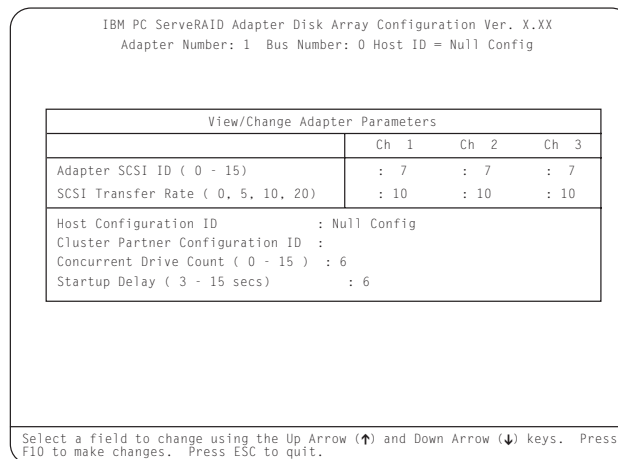 IBM PC ServeRAID Adapter Disk Array Configuration Ver. X.XX
Adapter Number: 1 Bus Number: 0 Host ID = Null Config
View/Change Adapter Parameters
Ch 1 Ch 2 Ch 3
Adapter SCSI ID ( 0 - 15) : 7 : 7 : 7
SCSI Transfer Rate ( 0, 5, 10, 20) : 10 : 10 : 10
Host Configuration ID : Null Config
Cluster Partner Configuration ID :
Concurrent Drive Count ( 0 - 15 ) : 6
Startup Delay ( 3 - 15 secs) : 6
Select a field to change using the Up Arrow (↑) and Down Arrow (↓) keys. Press
F10 to make changes. Press ESC to quit.